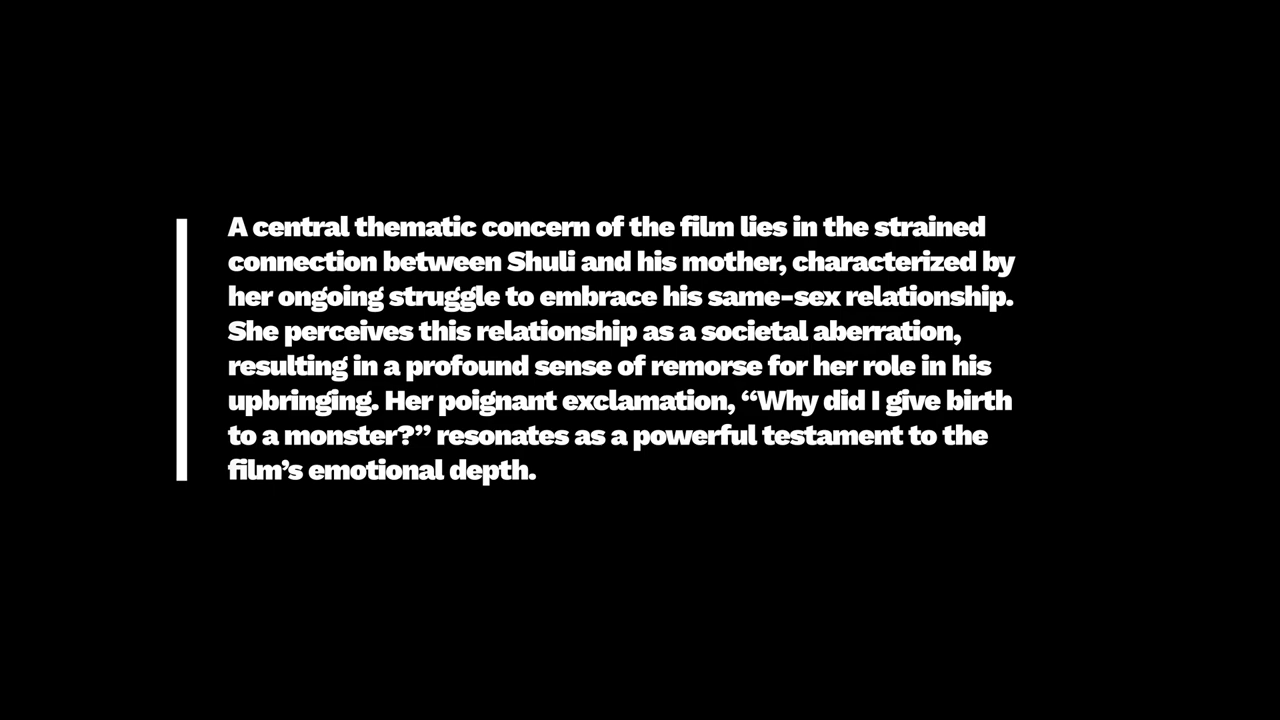 A central thematic concern of the film lies in the strained
connection between Shuli and his mother, characterized by
her ongoing struggle to embrace his same-sex relationship.
She perceives this relationship as a societal aberration,
resulting in a profound sense of remorse for her role in his
upbringing. Her poignant exclamation, “Why did I give birth
to a monster?” resonates as a powerful testament to the
film’s emotional depth.